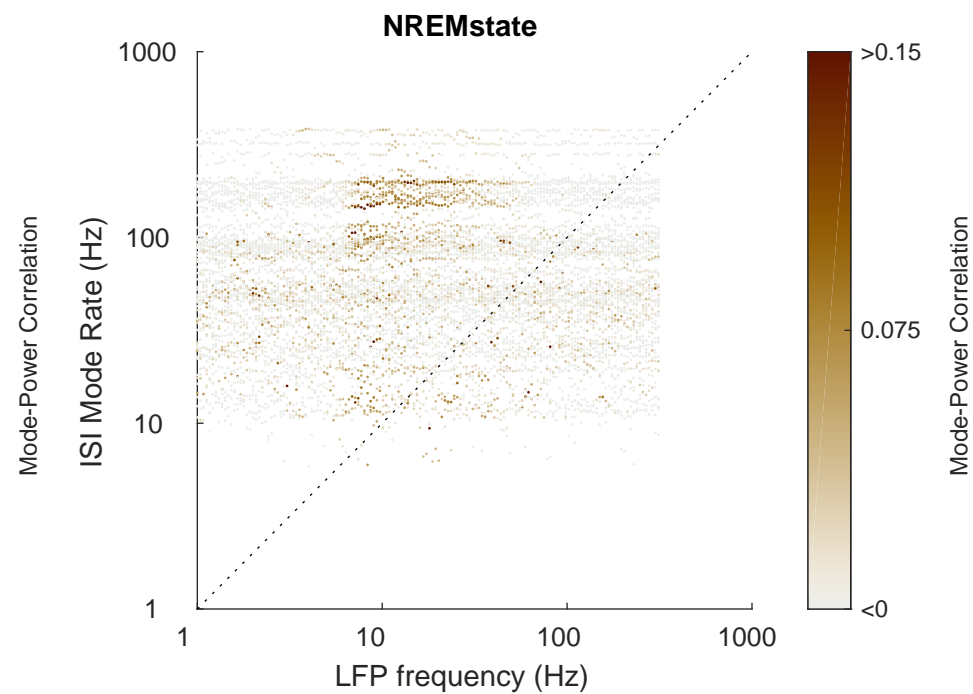 NREMstate
Mode-Power Correlation
ISI Mode Rate (Hz)
1000
100
10
1
1
10
100
1000
LFP frequency (Hz)
>0.15
0.075
<0
Mode-Power Correlation